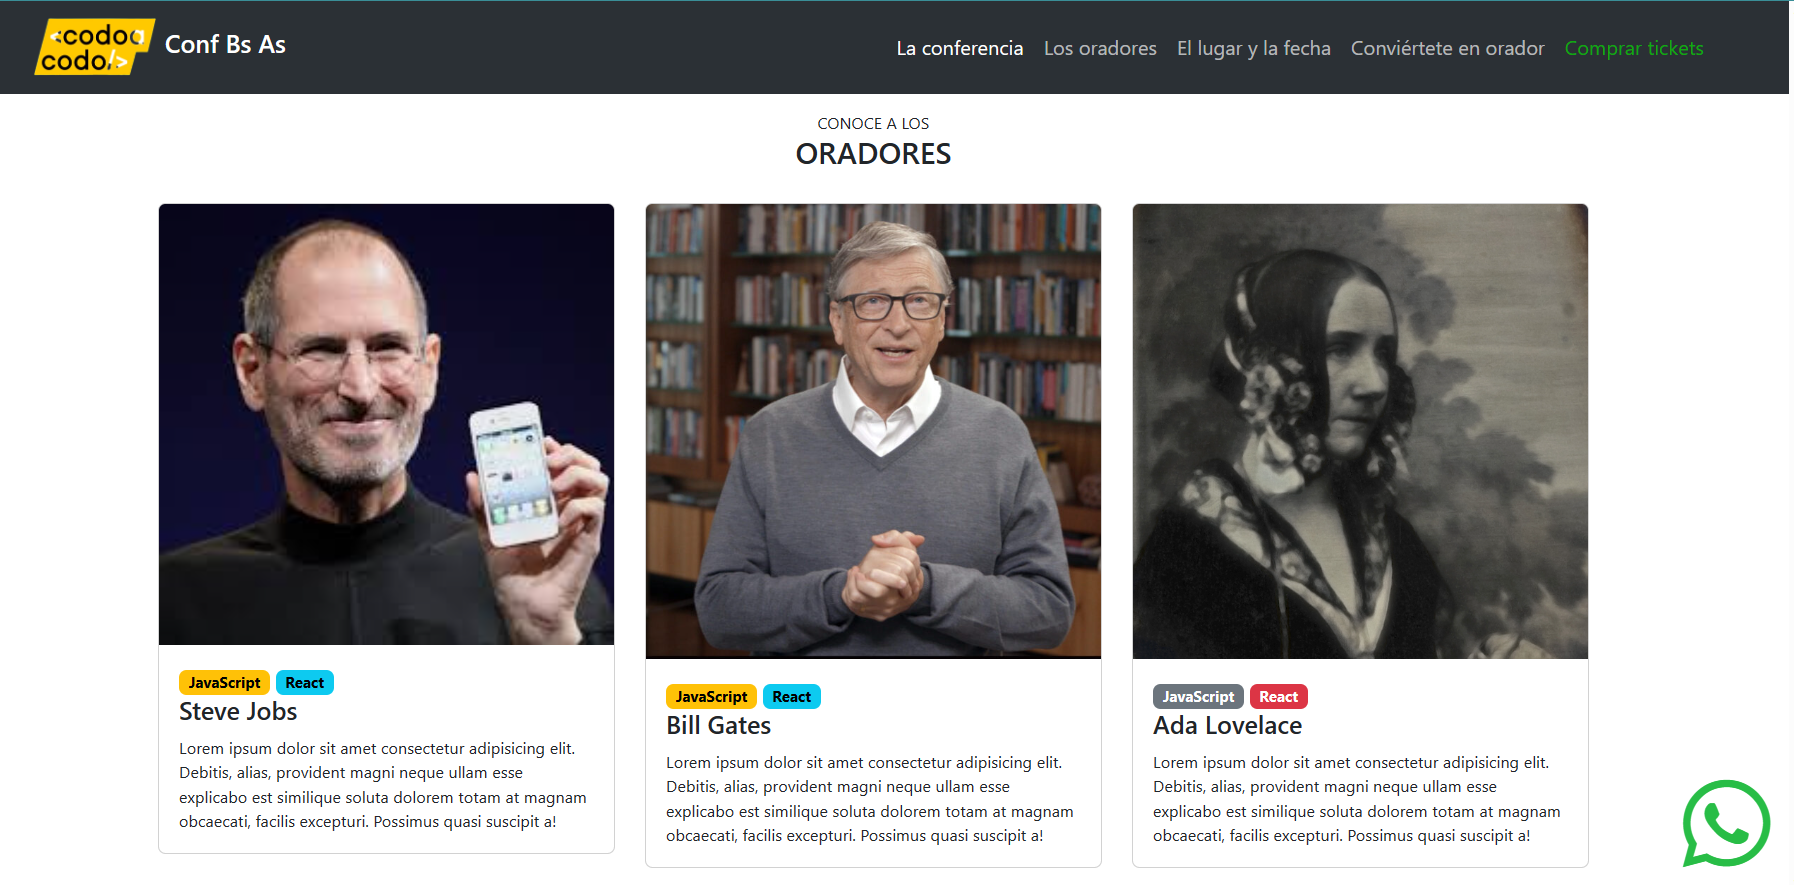 <codoa
codo/>
Conf Bs As
La conferencia
Los oradores
El lugar y la fecha
Conviértete en orador
Comprar tickets
CONOCE A LOS
ORADORES
JavaScript React
Steve Jobs
Lorem ipsum dolor sit amet consectetur adipisicing elit.
Debitis, alias, provident magni neque ullam esse
explicabo est similique soluta dolorem totam at magnam
obcaecati, facilis excepturi. Possimus quasi suscipit a!
JavaScript React
Bill Gates
Lorem ipsum dolor sit amet consectetur adipisicing elit.
Debitis, alias, provident magni neque ullam esse
explicabo est similique soluta dolorem totam at magnam
obcaecati, facilis excepturi. Possimus quasi suscipit a!
JavaScript React
Ada Lovelace
Lorem ipsum dolor sit amet consectetur adipisicing elit.
Debitis, alias, provident magni neque ullam esse
explicabo est similique soluta dolorem totam at magnam
obcaecati, facilis excepturi. Possimus quasi suscipit a!